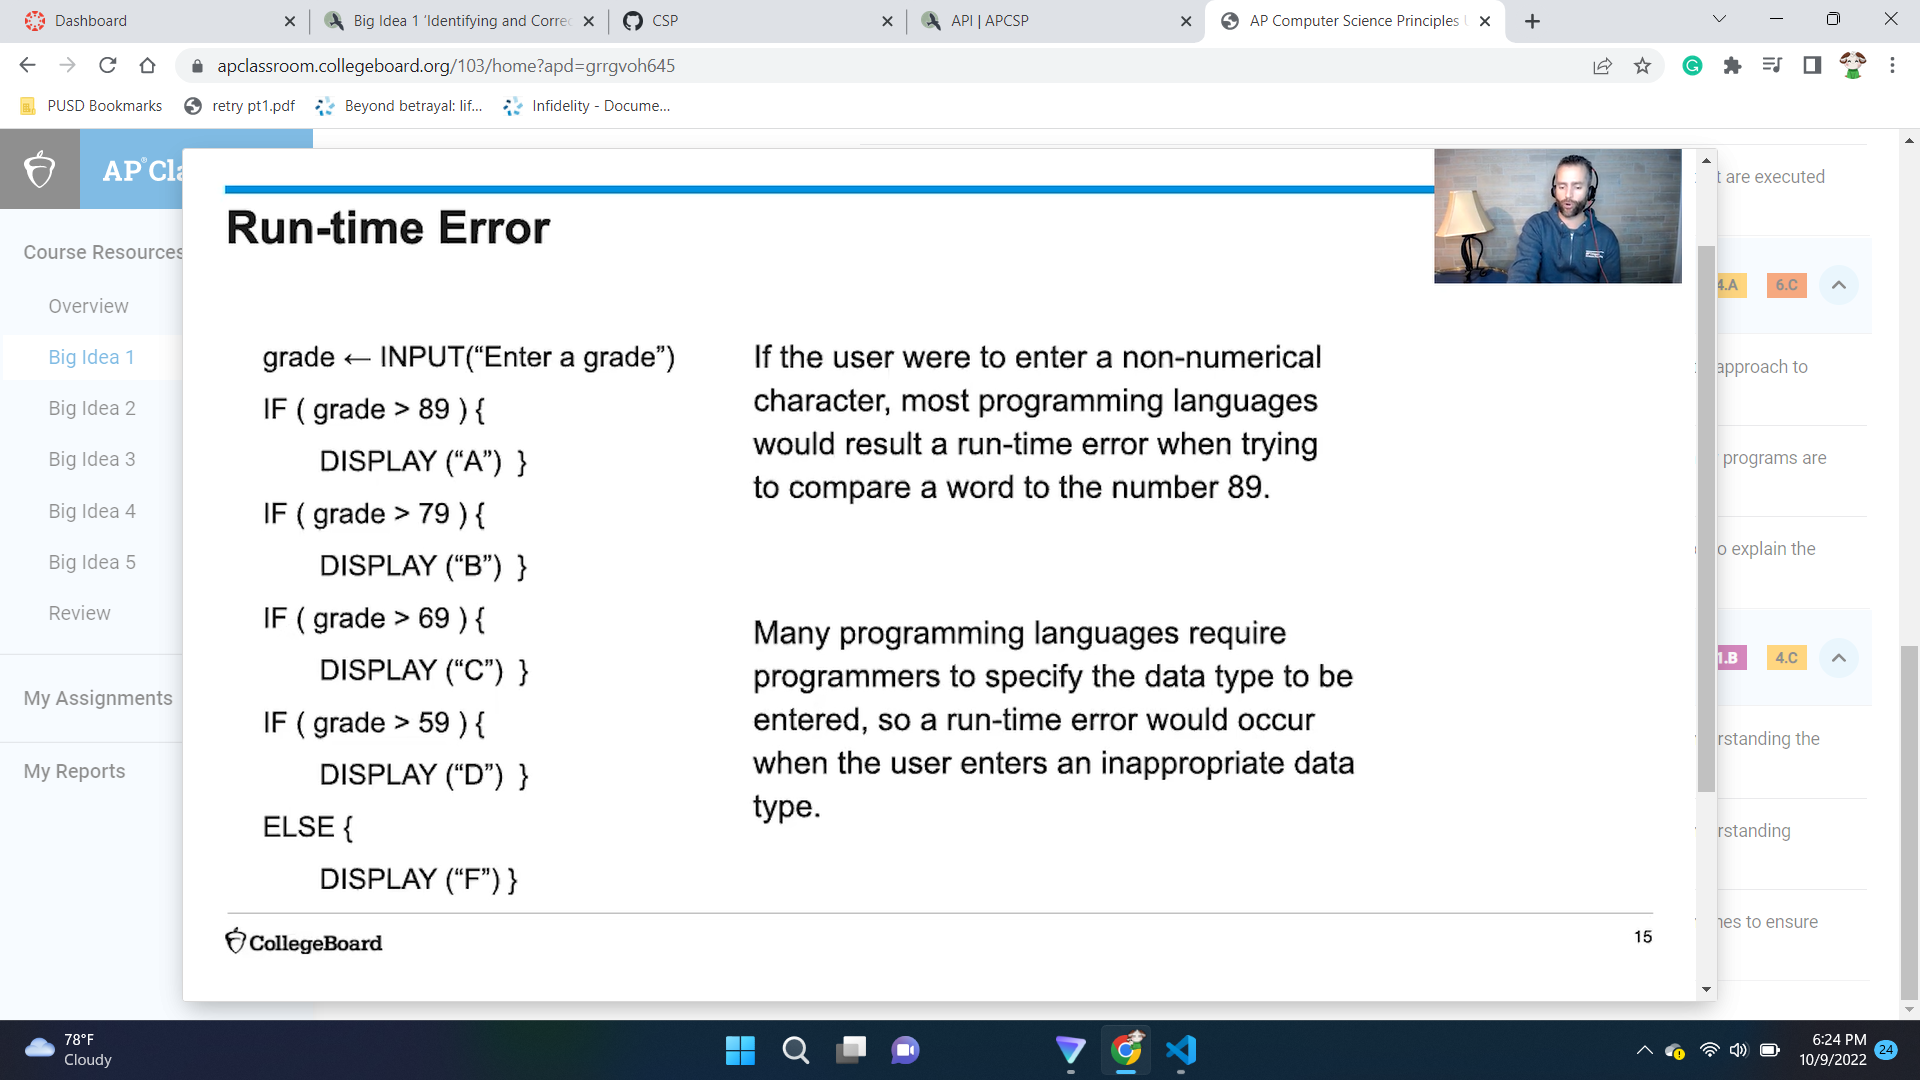 Dashboard
Big Idea 1 'Identifying and Corre
CSP
API | APCSP
AP Computer Science Principles
apclassroom.collegeboard.org/103/home?apd=grrgvoh645
PUSD Bookmarks
retry pt1.pdf
Beyond betrayal: lif...
Infidelity - Docume...
AP® Cla
Course Resources
Overview
Big Idea 1
Big Idea 2
Big Idea 3
Big Idea 4
Big Idea 5
Review
My Assignments
My Reports
Run-time Error
grade ← INPUT(“Enter a grade”)
IF ( grade > 89 ) {
DISPLAY (“A”) }
IF ( grade > 79 ) {
DISPLAY (“B”) }
IF ( grade > 69 ) {
DISPLAY (“C”) }
IF ( grade > 59 ) {
DISPLAY (“D”) }
ELSE {
DISPLAY (“F”) }
If the user were to enter a non-numerical
character, most programming languages
would result a run-time error when trying
to compare a word to the number 89.
Many programming languages require
programmers to specify the data type to be
entered, so a run-time error would occur
when the user enters an inappropriate data
type.
CollegeBoard
15
t are executed
4.A 6.C
approach to
programs are
o explain the
1.B 4.C
rstanding the
rstanding
nes to ensure
78°F
Cloudy
6:24 PM
10/9/2022
24